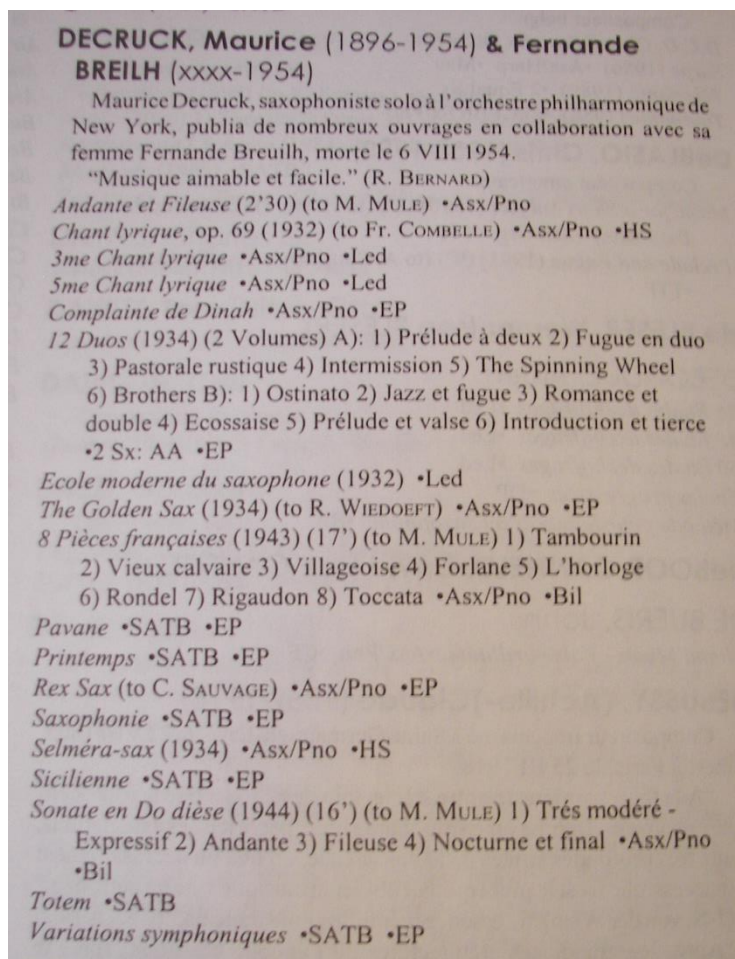 DECRUCK, Maurice (1896-1954) & Fernande
BREILH (xxxx-1954)
Maurice Decruck, saxophoniste solo à l'orchestre philharmonique de
New York, publia de nombreux ouvrages en collaboration avec sa
femme Fernande Breuilh, morte le 6 VIII 1954.
"Musique aimable et facile." (R. BERNARD)
Andante et Fileuse (2'30) (to M. MULE) •Asx/Pno
Chant lyrique, op. 69 (1932) (to Fr. COMBELLE) •Asx/Pno •HS
3me Chant lyrique •Asx/Pno •Led
5me Chant lyrique •Asx/Pno •Led
Complainte de Dinah •Asx/Pno •EP
12 Duos (1934) (2 Volumes) A): 1) Prélude à deux 2) Fugue en duo
3) Pastorale rustique 4) Intermission 5) The Spinning Wheel
6) Brothers B): 1) Ostinato 2) Jazz et fugue 3) Romance et
double 4) Ecossaise 5) Prélude et valse 6) Introduction et tierce
•2 Sx: AA •EP
Ecole moderne du saxophone (1932) •Led
The Golden Sax (1934) (to R. WIEDOEFT) •Asx/Pno •EP
8 Pièces françaises (1943) (17') (to M. MULE) 1) Tambourin
2) Vieux calvaire 3) Villageoise 4) Forlane 5) L'horloge
6) Rondel 7) Rigaudon 8) Toccata •Asx/Pno •Bil
Pavane •SATB •EP
Printemps •SATB •EP
Rex Sax (to C. SAUVAGE) •Asx/Pno •EP
Saxophonie •SATB •EP
Selméra-sax (1934) •Asx/Pno •HS
Sicilienne •SATB •EP
Sonate en Do dièse (1944) (16') (to M. MULE) 1) Trés modéré -
Expressif 2) Andante 3) Fileuse 4) Nocturne et final •Asx/Pno
•Bil
Totem •SATB
Variations symphoniques •SATB •EP